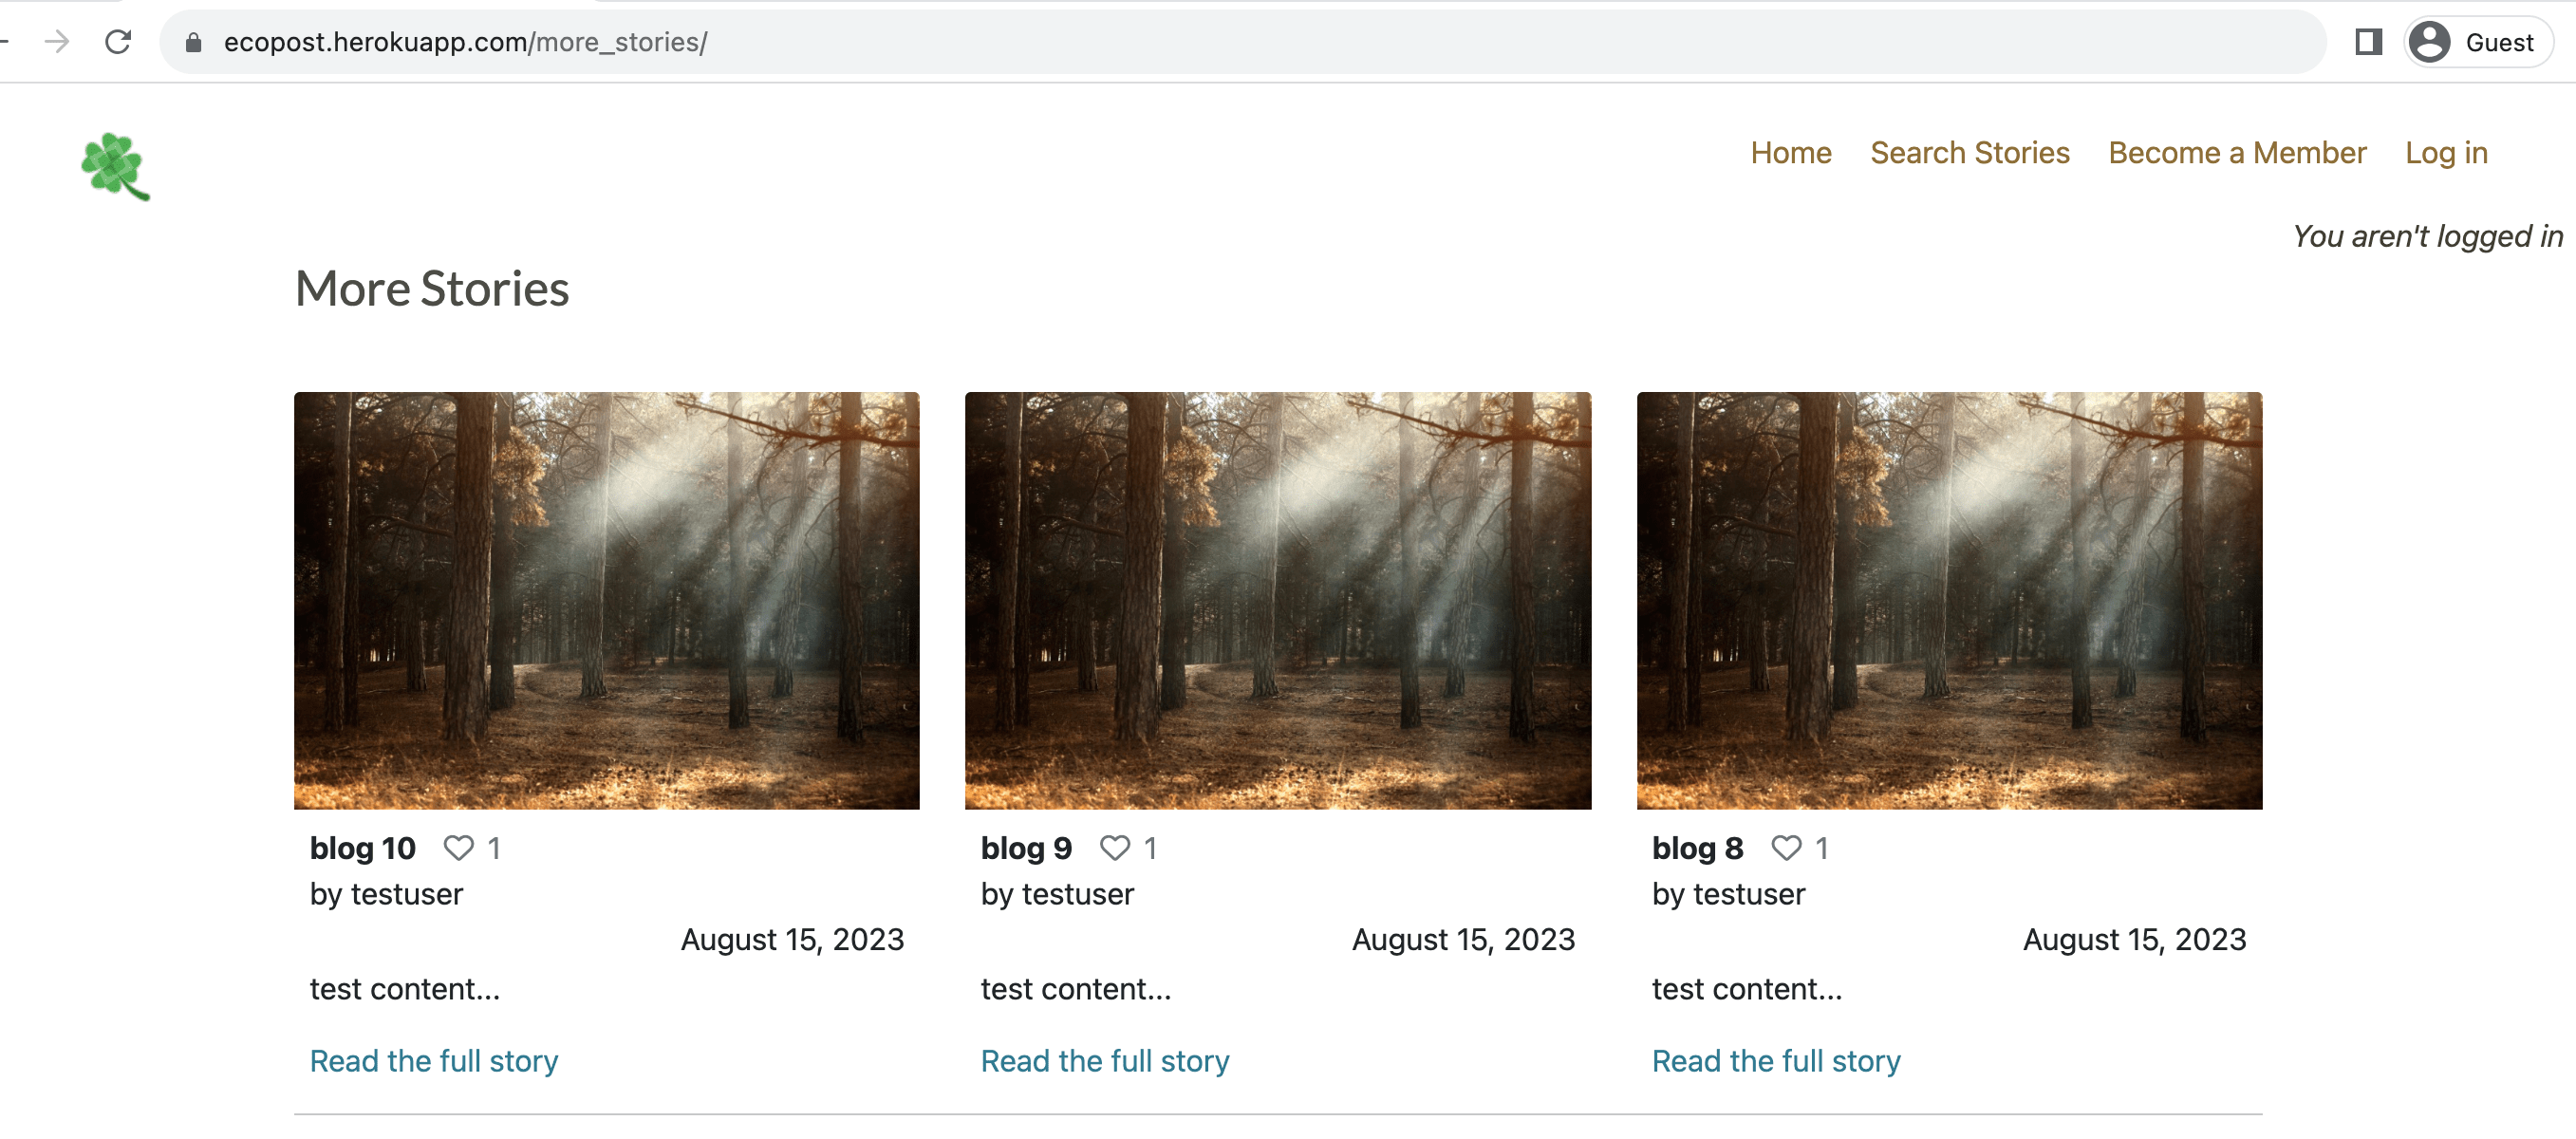 ecopost.herokuapp.com/more_stories/
Guest
Home Search Stories Become a Member Log in
You aren't logged in
More Stories
blog 10 1
by testuser
August 15, 2023
test content...
Read the full story
blog 9 1
by testuser
August 15, 2023
test content...
Read the full story
blog 8 1
by testuser
August 15, 2023
test content...
Read the full story